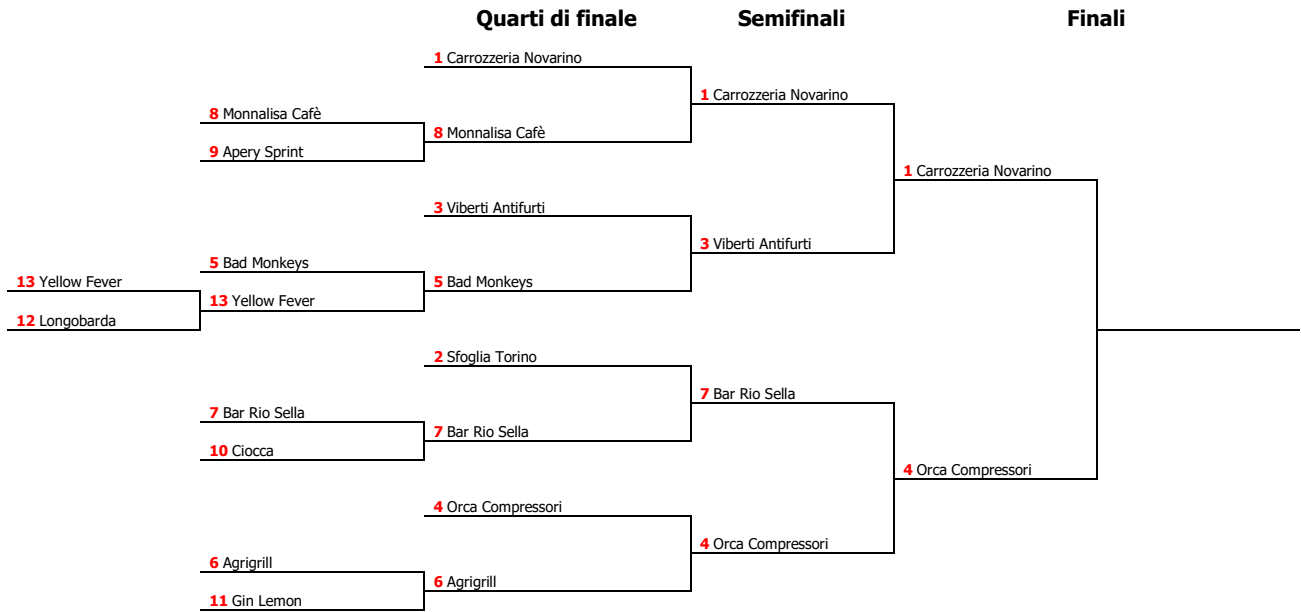 Quarti di finale Semifinali Finali
1 Carrozzeria Novarino
1 Carrozzeria Novarino
8 Monnalisa Cafè
8 Monnalisa Cafè
9 Apery Sprint
1 Carrozzeria Novarino
3 Viberti Antifurti
3 Viberti Antifurti
5 Bad Monkeys
13 Yellow Fever
5 Bad Monkeys
13 Yellow Fever
12 Longobarda
2 Sfoglia Torino
7 Bar Rio Sella
7 Bar Rio Sella
7 Bar Rio Sella
10 Ciocca
4 Orca Compressori
4 Orca Compressori
4 Orca Compressori
6 Agrigrill
6 Agrigrill
11 Gin Lemon